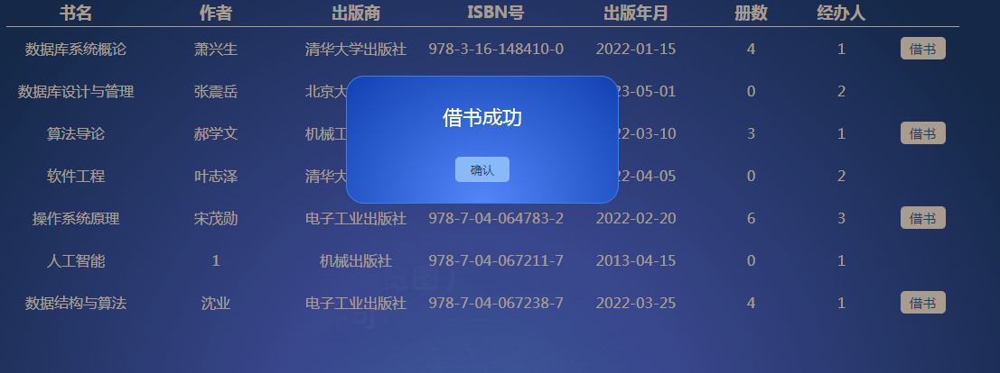 书名 作者 出版商 ISBN号 出版年月 册数 经办人
数据库系统概论 萧兴生 清华大学出版社 978-3-16-148410-0 2022-01-15 4 1 借书
数据库设计与管理 张震岳 北京大 23-05-01 0 2
借书成功
算法导论 郝学文 机械工 22-03-10 3 1 借书
确认
软件工程 叶志泽 清华大 22-04-05 0 2
操作系统原理 宋茂勋 电子工业出版社 978-7-04-064783-2 2022-02-20 6 3 借书
人工智能 1 机械出版社 978-7-04-067211-7 2013-04-15 0 1
数据结构与算法 沈业 电子工业出版社 978-7-04-067238-7 2022-03-25 4 1 借书